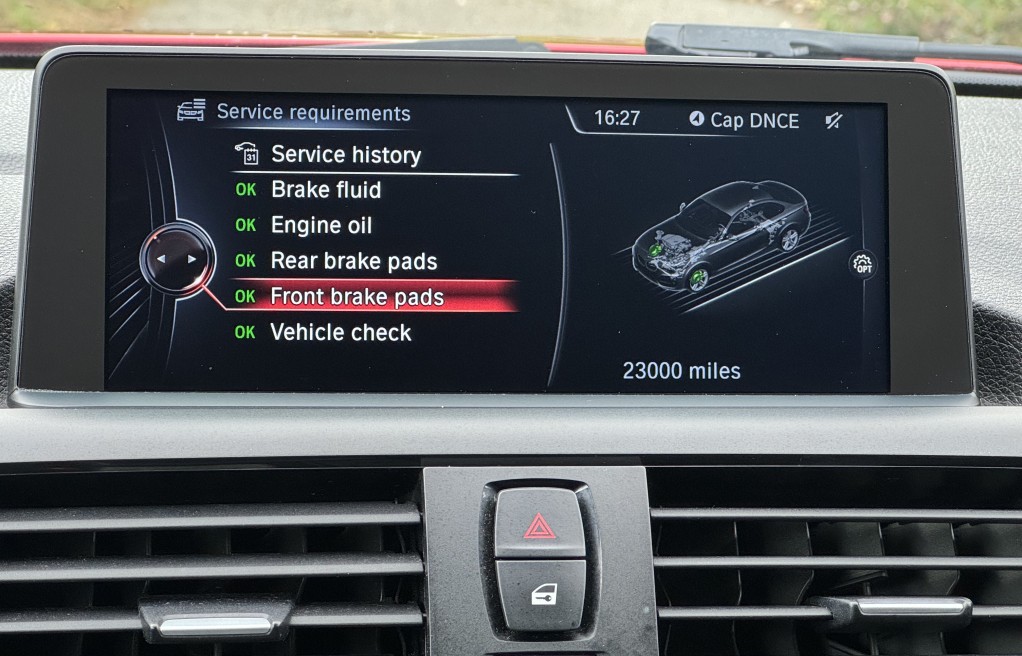 Service requirements
16:27
Cap DNCE
31
Service history
OK Brake fluid
OK Engine oil
OK Rear brake pads
OK Front brake pads
OK Vehicle check
OPT
23000 miles